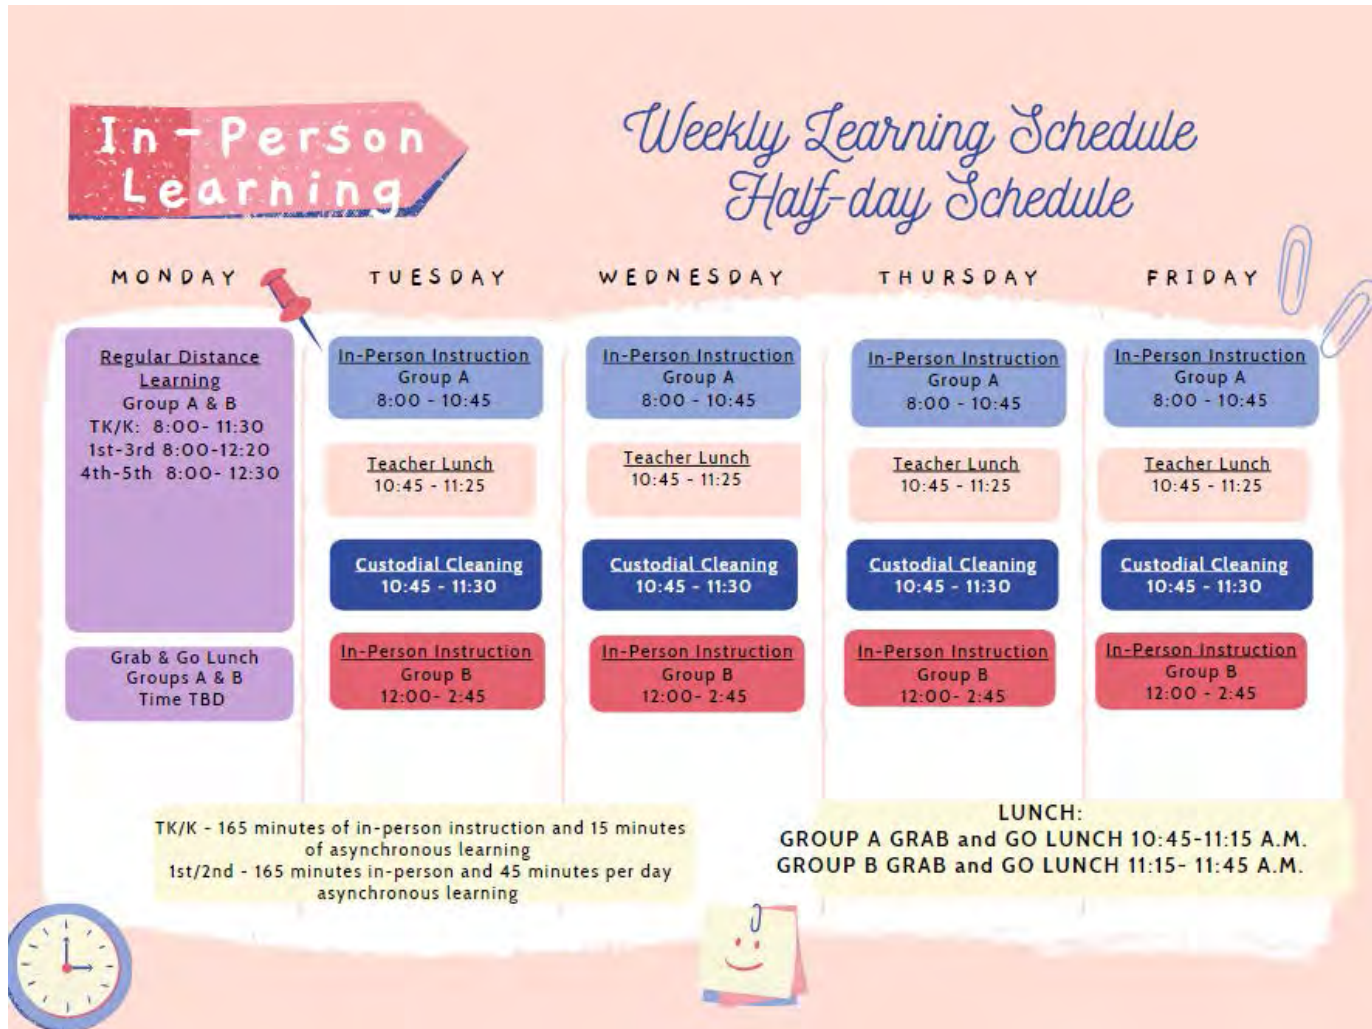 In-Person
Learning
Weekly Learning Schedule
Half-day Schedule
MONDAY
TUESDAY
WEDNESDAY
THURSDAY
FRIDAY
Regular Distance
Learning
Group A & B
TK/K: 8:00- 11:30
1st-3rd 8:00-12:20
4th-5th 8:00- 12:30
Grab & Go Lunch
Groups A & B
Time TBD
In-Person Instruction
Group A
8:00 - 10:45
Teacher Lunch
10:45 - 11:25
Custodial Cleaning
10:45 - 11:30
In-Person Instruction
Group B
12:00- 2:45
In-Person Instruction
Group A
8:00 - 10:45
Teacher Lunch
10:45 - 11:25
Custodial Cleaning
10:45 - 11:30
In-Person Instruction
Group B
12:00- 2:45
In-Person Instruction
Group A
8:00 - 10:45
Teacher Lunch
10:45 - 11:25
Custodial Cleaning
10:45 - 11:30
In-Person Instruction
Group B
12:00- 2:45
In-Person Instruction
Group A
8:00 - 10:45
Teacher Lunch
10:45 - 11:25
Custodial Cleaning
10:45 - 11:30
In-Person Instruction
Group B
12:00 - 2:45
TK/K - 165 minutes of in-person instruction and 15 minutes
of asynchronous learning
1st/2nd - 165 minutes in-person and 45 minutes per day
asynchronous learning
LUNCH:
GROUP A GRAB and GO LUNCH 10:45-11:15 A.M.
GROUP B GRAB and GO LUNCH 11:15- 11:45 A.M.